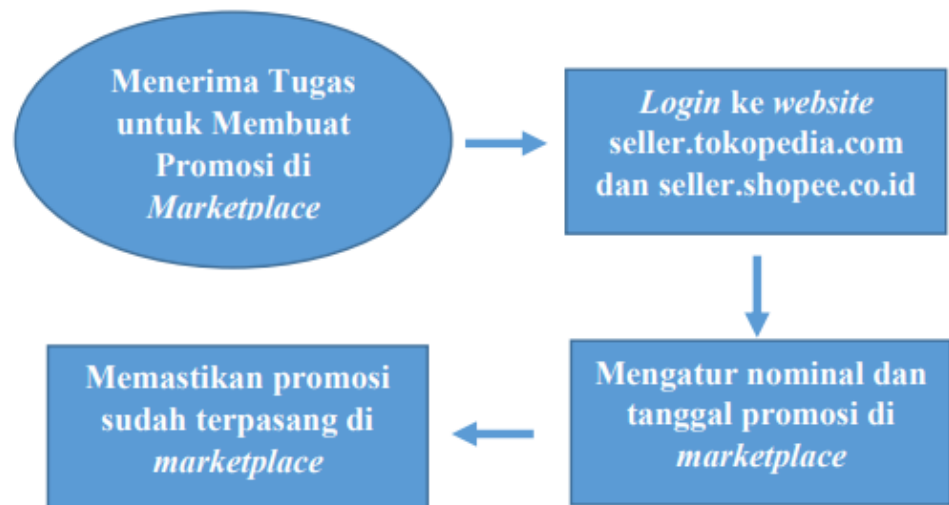 Menerima Tugas
untuk Membuat
Promosi di
Marketplace
Login ke website
seller.tokopedia.com
dan seller.shopee.co.id
Mengatur nominal dan
tanggal promosi di
marketplace
Memastikan promosi
sudah terpasang di
marketplace